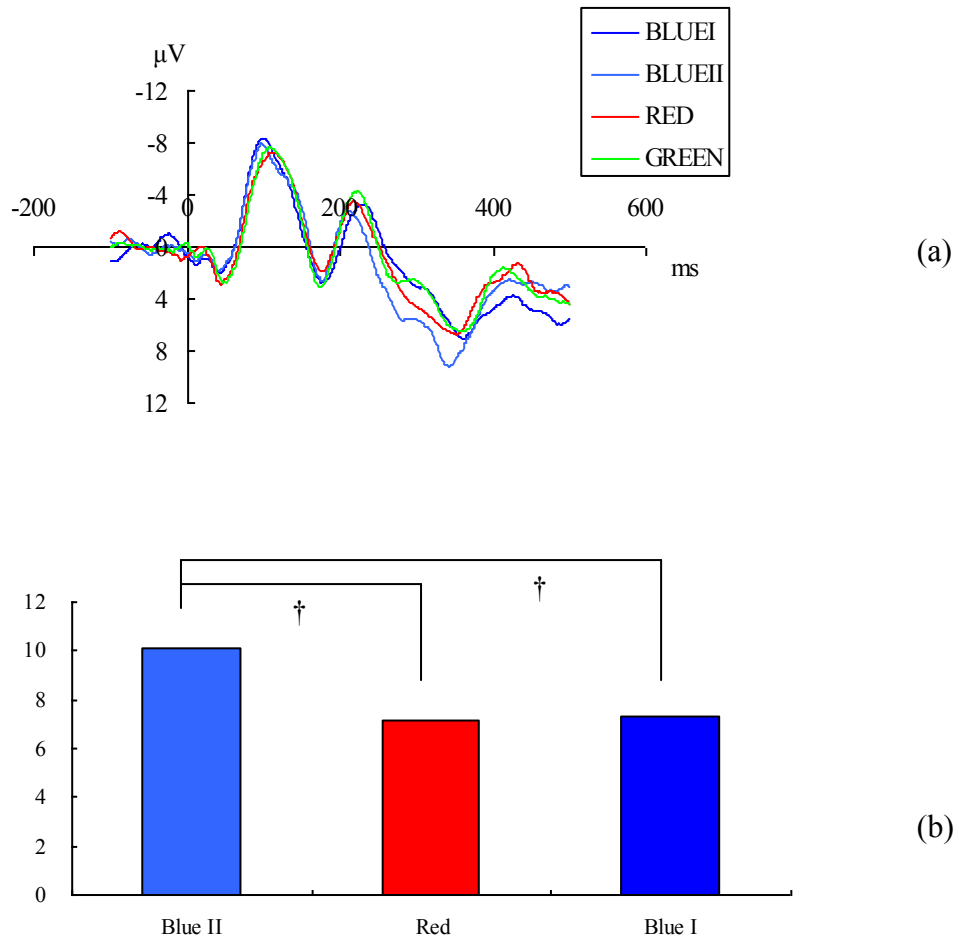 BLUEI
BLUEII
RED
GREEN
µV
-12
-8
-4
0
4
8
12
-200 0 200 400 600
ms
(a)
†
†
12
10
8
6
4
2
0
Blue II Red Blue I
(b)